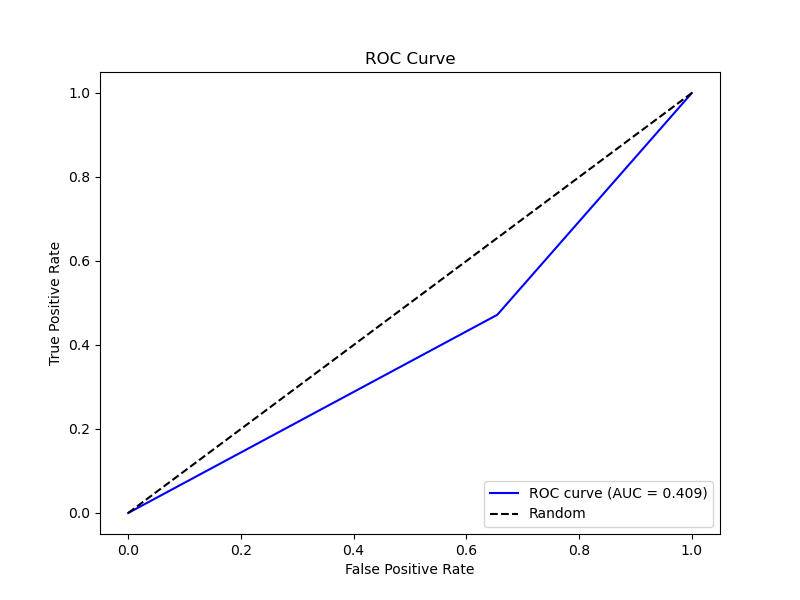 ROC Curve
1.0
0.8
0.6
0.4
0.2
0.0
True Positive Rate
0.0 0.2 0.4 0.6 0.8 1.0
False Positive Rate
ROC curve (AUC = 0.409)
Random